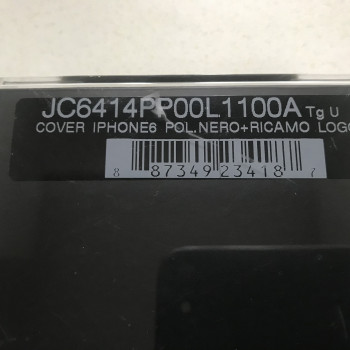 JC6414PP00L1100A Tg U
COVER IPHONE6 POL.NERO+RICAMO LOGO
8 87349 23418 7